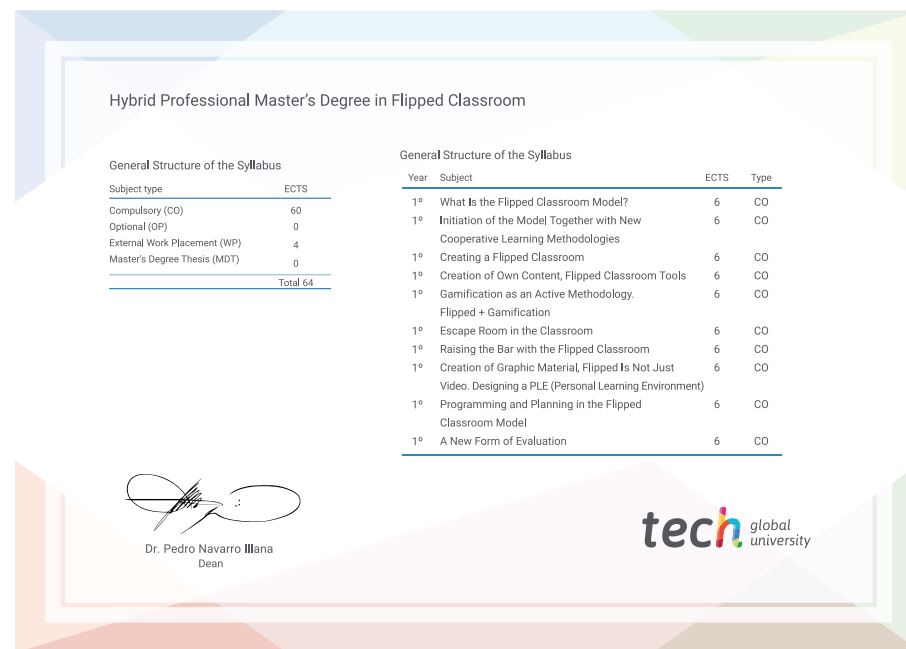 Hybrid Professional Master's Degree in Flipped Classroom
General Structure of the Syllabus
Subject type ECTS
Compulsory (CO) 60
Optional (OP) 0
External Work Placement (WP) 4
Master's Degree Thesis (MDT) 0
Total 64
General Structure of the Syllabus
Year Subject ECTS Type
1º What Is the Flipped Classroom Model? 6 CO
1º Initiation of the Model Together with New 6 CO
Cooperative Learning Methodologies
1º Creating a Flipped Classroom 6 CO
1º Creation of Own Content, Flipped Classroom Tools 6 CO
1º Gamification as an Active Methodology. 6 CO
Flipped + Gamification
1º Escape Room in the Classroom 6 CO
1º Raising the Bar with the Flipped Classroom 6 CO
1º Creation of Graphic Material, Flipped Is Not Just 6 CO
Video. Designing a PLE (Personal Learning Environment)
1º Programming and Planning in the Flipped 6 CO
Classroom Model
1º A New Form of Evaluation 6 CO
Dr. Pedro Navarro Illana
Dean
tech global
university